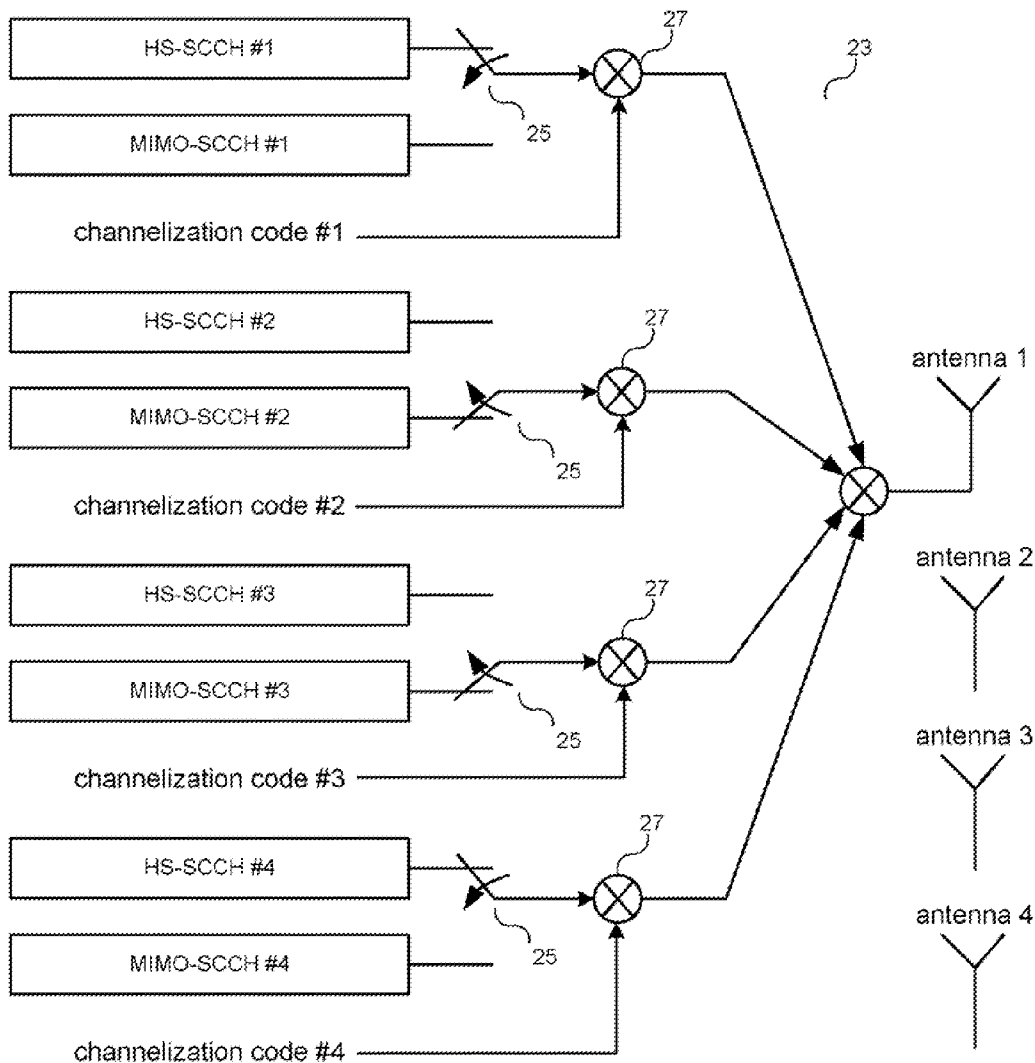 HS-SCCH #1
27
23
25
MIMO-SCCH #1
channelization code #1
HS-SCCH #2
27
antenna 1
MIMO-SCCH #2
25
channelization code #2
antenna 2
HS-SCCH #3
27
MIMO-SCCH #3
25
antenna 3
channelization code #3
27
HS-SCCH #4
antenna 4
25
MIMO-SCCH #4
channelization code #4